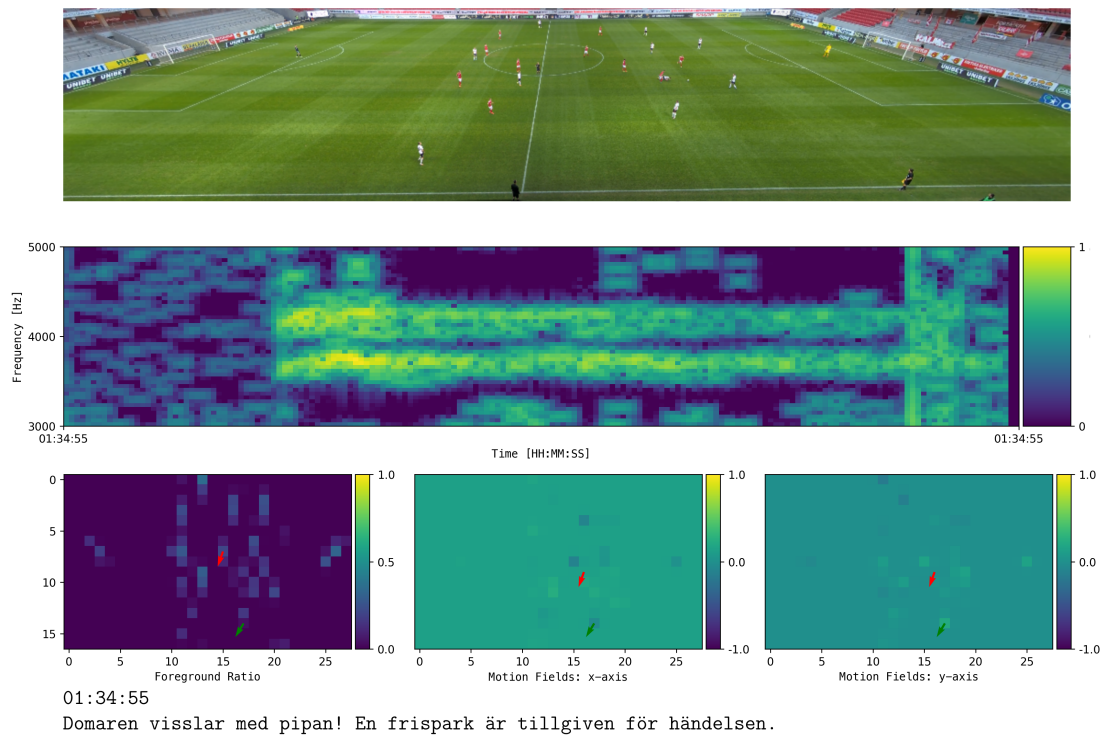 MATAKI
UNIBET UNIBET
UNIBET
KALMA
UNIBET
UNIBET
5000
4000
3000
Frequency [Hz]
1
0
01:34:55 01:34:55
Time [HH:MM:SS]
0
5
10
15
0 5 10 15 20 25
Foreground Ratio
1.0
0.5
0.0
0 5 10 15 20 25
Motion Fields: x-axis
1.0
0.0
-1.0
0 5 10 15 20 25
Motion Fields: y-axis
1.0
0.0
-1.0
01:34:55
Domaren visslar med pipan! En frispark är tillgiven för händelsen.